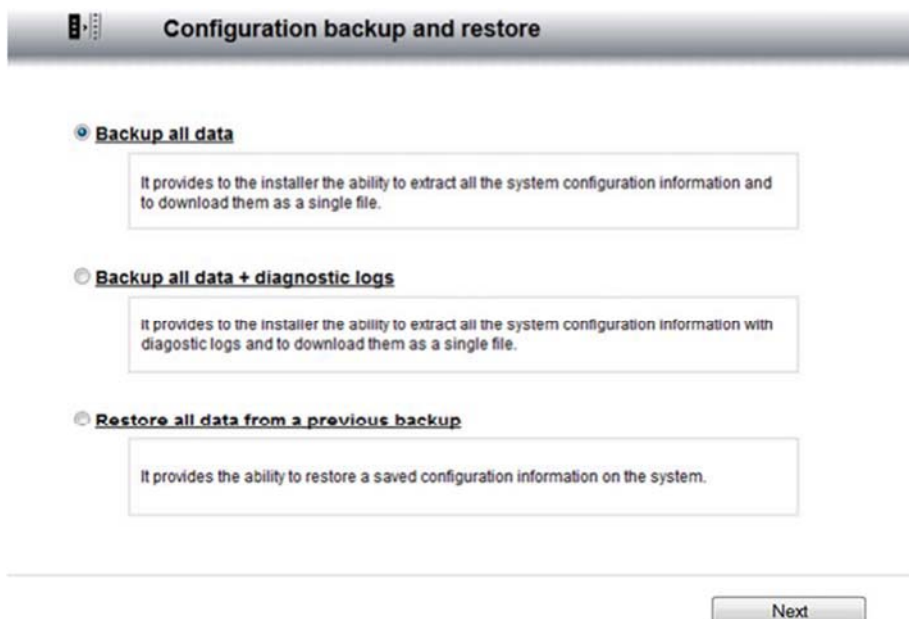 Configuration backup and restore
Backup all data
It provides to the installer the ability to extract all the system configuration information and
to download them as a single file.
Backup all data + diagnostic logs
It provides to the installer the ability to extract all the system configuration information with
diagostic logs and to download them as a single file.
Restore all data from a previous backup
It provides the ability to restore a saved configuration information on the system.
Next